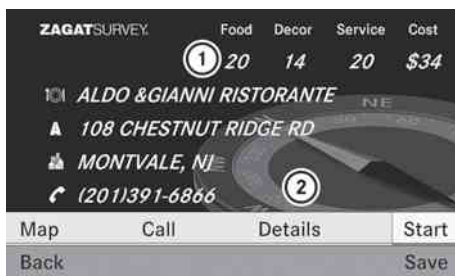 ZAGATSURVEY. Food Decor Service Cost
1 20 14 20 $34
ALDO &GIANNI RISTORANTE
NE
A 108 CHESTNUT RIDGE RD
MONTVALE, NJ
(201)391-6866 2
Map Call Details Start
Back Save